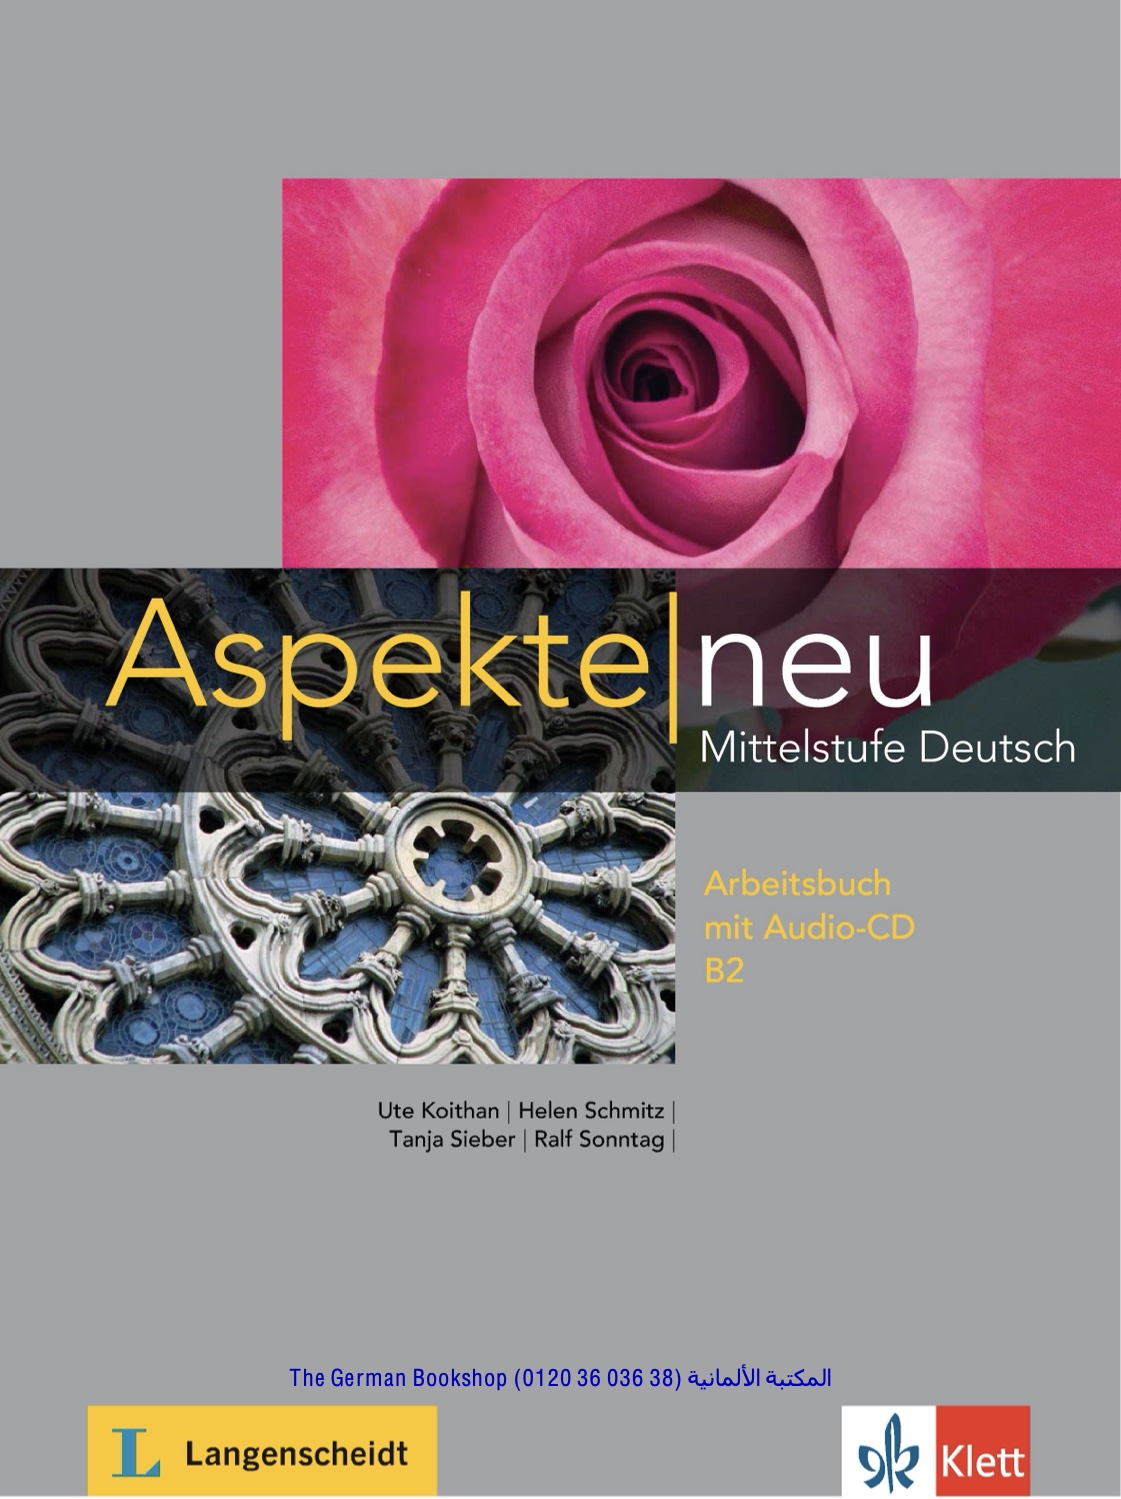 Aspekte|neu
Mittelstufe Deutsch
Arbeitsbuch
mit Audio-CD
B2
Ute Koithan | Helen Schmitz |
Tanja Sieber | Ralf Sonntag |
The German Bookshop (0120 36 036 38) المكتبة الألمانية
L Langenscheidt
Klett